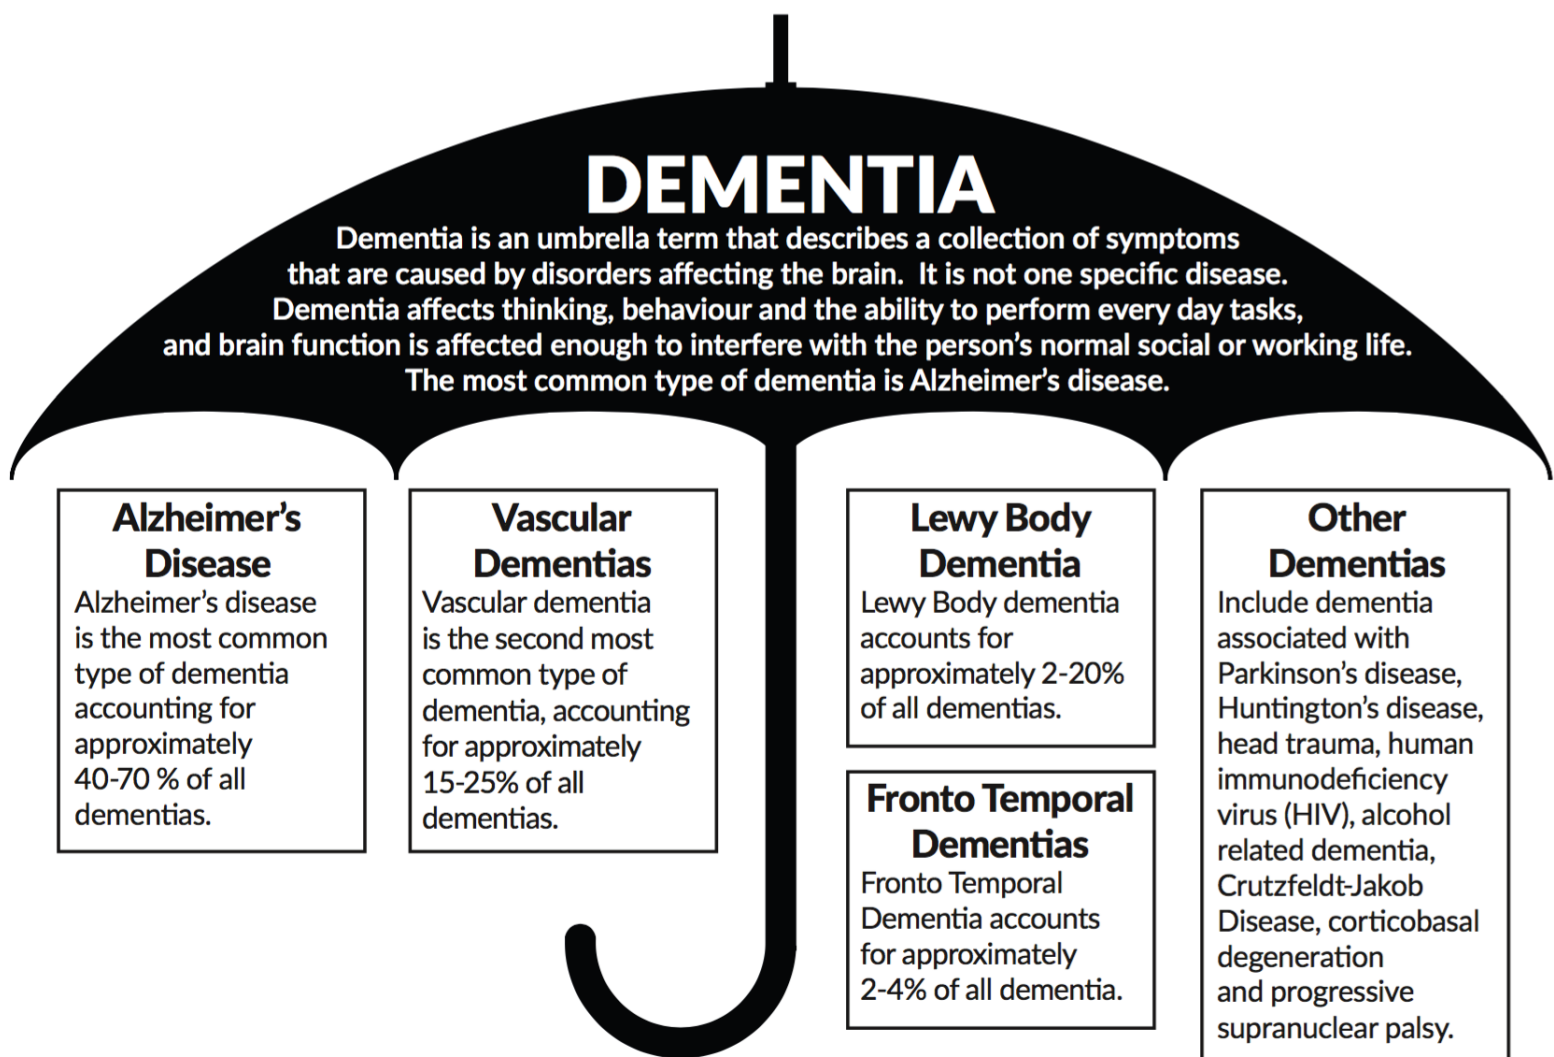 DEMENTIA
Dementia is an umbrella term that describes a collection of symptoms
that are caused by disorders affecting the brain.  It is not one specific disease.
Dementia affects thinking, behaviour and the ability to perform every day tasks,
and brain function is affected enough to interfere with the person's normal social or working life.
The most common type of dementia is Alzheimer's disease.
Alzheimer's
Disease
Alzheimer's disease
is the most common
type of dementia
accounting for
approximately
40-70 % of all
dementias.
Vascular
Dementias
Vascular dementia
is the second most
common type of
dementia, accounting
for approximately
15-25% of all
dementias.
Lewy Body
Dementia
Lewy Body dementia
accounts for
approximately 2-20%
of all dementias.
Fronto Temporal
Dementias
Fronto Temporal
Dementia accounts
for approximately
2-4% of all dementia.
Other
Dementias
Include dementia
associated with
Parkinson's disease,
Huntington's disease,
head trauma, human
immunodeficiency
virus (HIV), alcohol
related dementia,
Crutzfeldt-Jakob
Disease, corticobasal
degeneration
and progressive
supranuclear palsy.